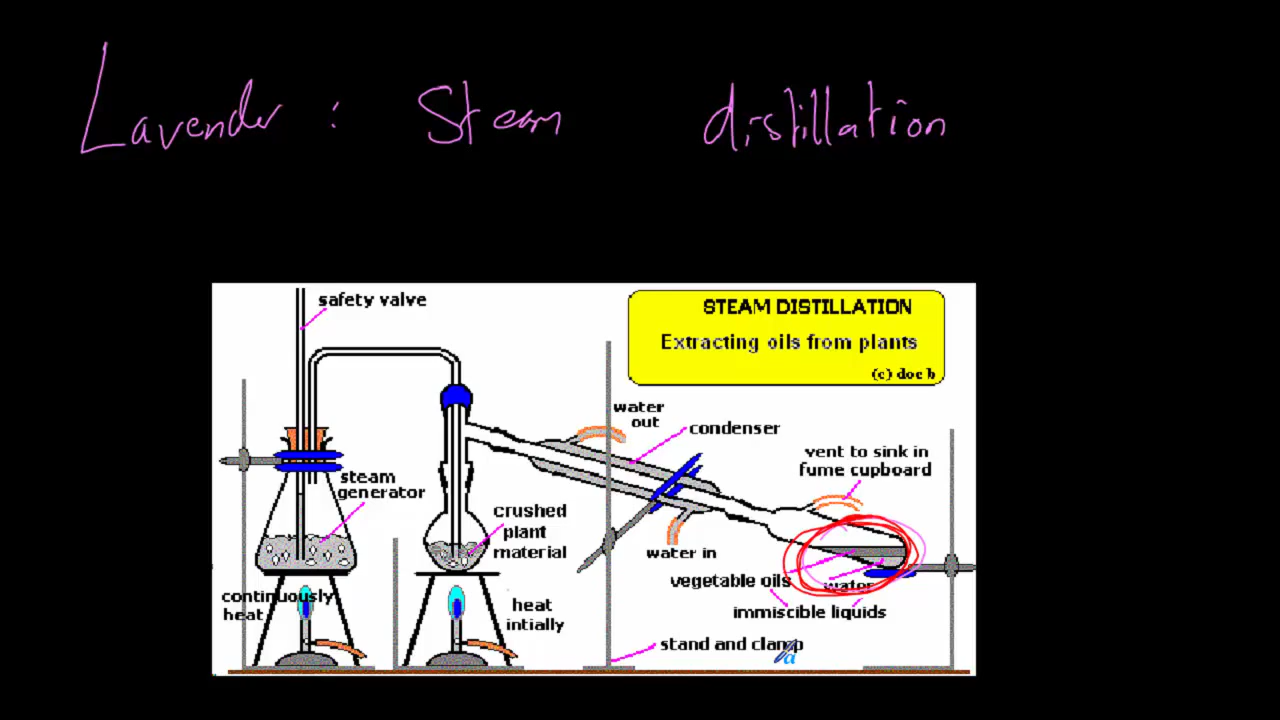 Lavender : Steam distillation
STEAM DISTILLATION
Extracting oils from plants
(c) doc b
safety valve
water
out
condenser
vent to sink in
fume cupboard
steam
generator
crushed
plant
material
water in
vegetable oils
water
immiscible liquids
continuously
heat
heat
intially
stand and clamp